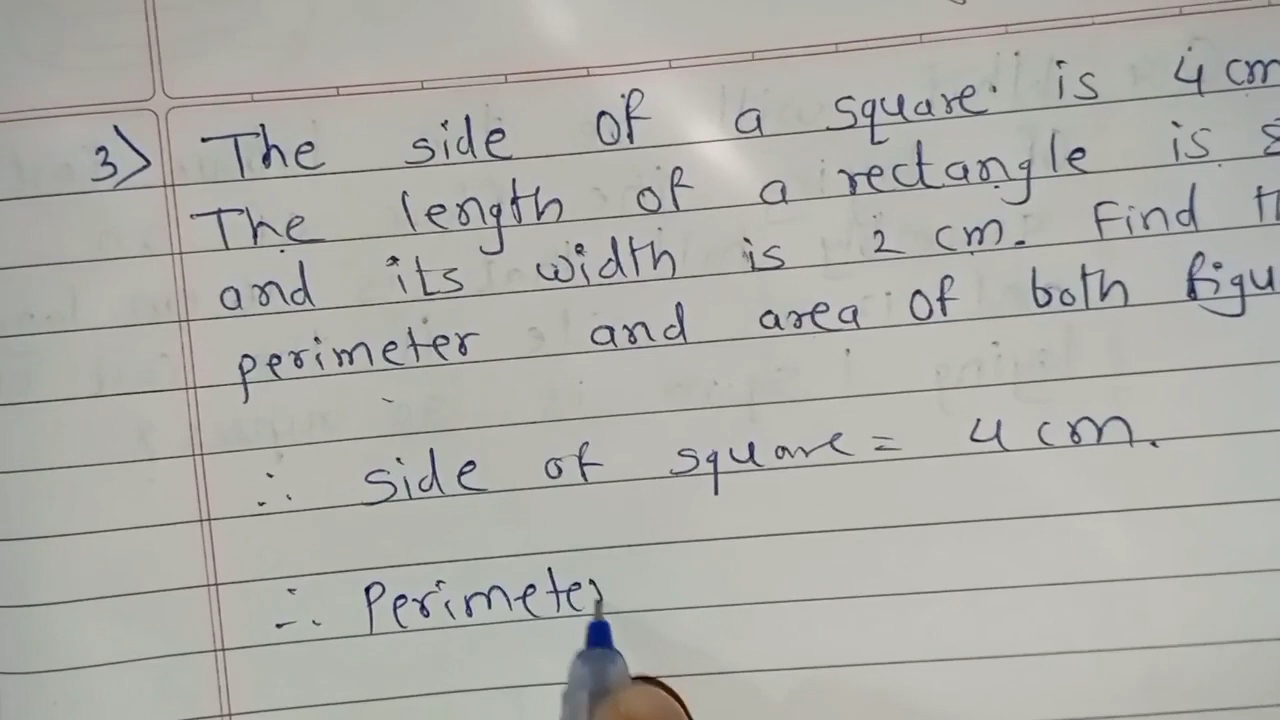 3) The side of a square is 4 cm
The length of a rectangle is
and its width is 2 cm. Find
perimeter and area of both
∴ side of square = 4 cm.
∴ Perimeter